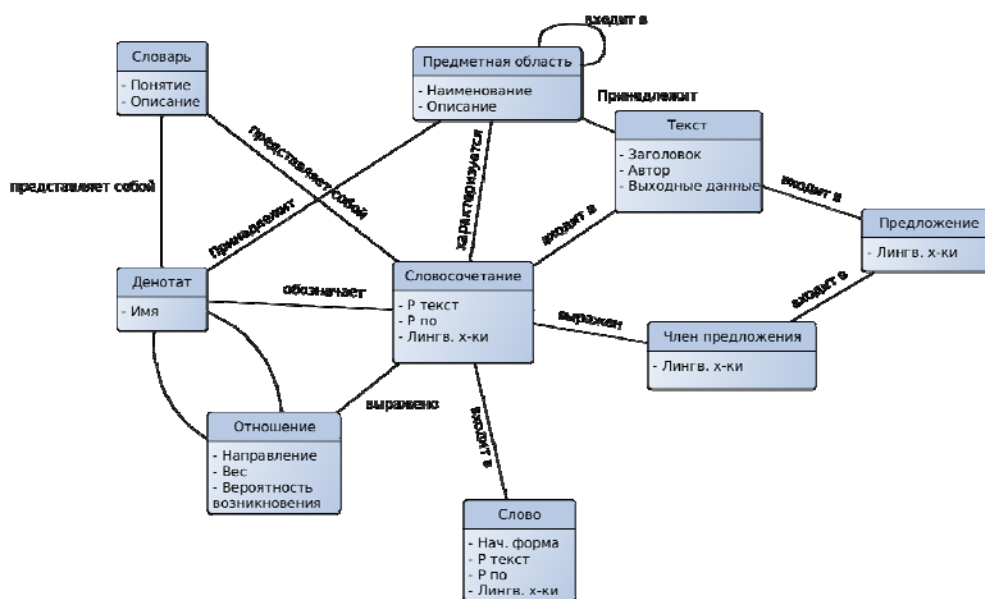 входит в
Словарь
- Понятие
- Описание
Предметная область
- Наименование
- Описание
Принадлежит
Текст
- Заголовок
- Автор
- Выходные данные
представляет собой
представляет собой
характеризуется
Принадлежит
входит в
входит в
Предложение
- Лингв. х-ки
Денотат
- Имя
обозначает
Словосочетание
- Р текст
- Р по
- Лингв. х-ки
входит в
выражен
Член предложения
- Лингв. х-ки
выражено
Отношение
- Направление
- Вес
- Вероятность
возникновения
входит в
Слово
- Нач. форма
- Р текст
- Р по
- Лингв. х-ки